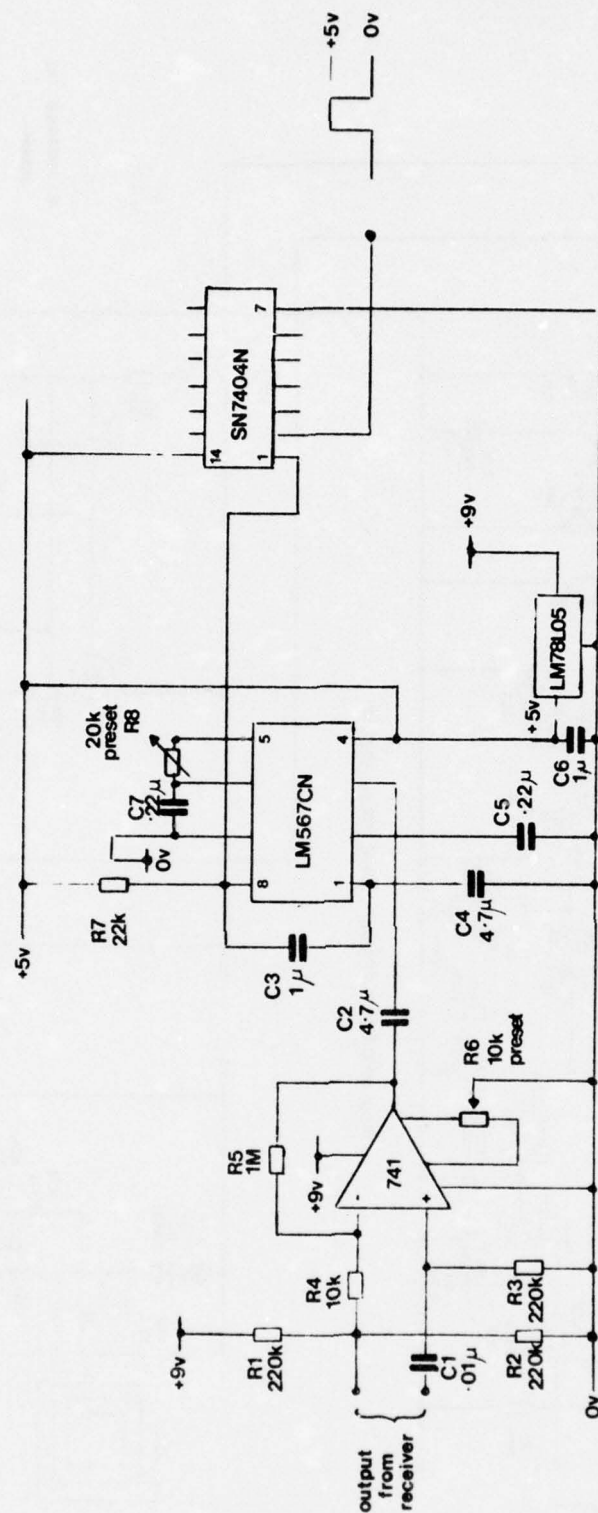 +9v
R1
220k
output
from
receiver
C1
·01μ
R2
220k
R3
220k
0v
R4
10k
R5
1M
+9v
-
+
741
R6
10k
preset
C2
4·7μ
+5v
R7
22k
C3
1μ
0v
C7
·22μ
20k
preset
R8
8
5
LM567CN
1
4
C4
4·7μ
C5
·22μ
+5v
C6
1μ
LM78L05
+9v
14
1
SN7404N
7
+5v
0v